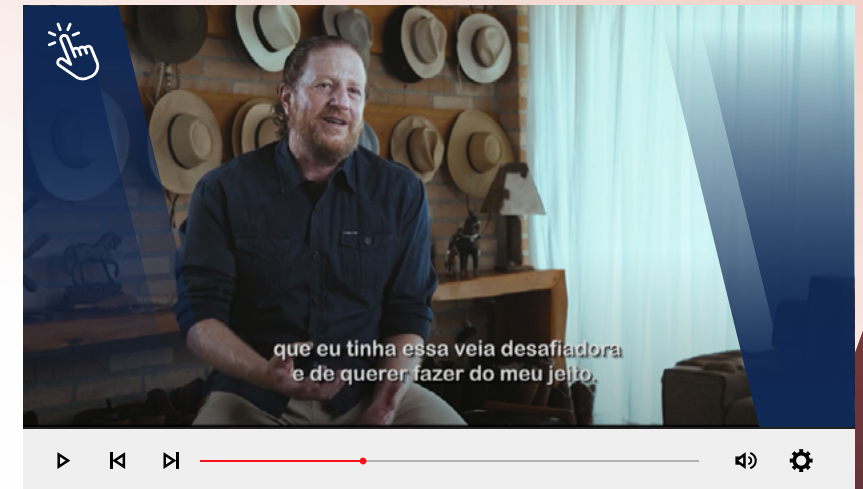 que eu tinha essa veia desafiadora
e de querer fazer do meu jeito.